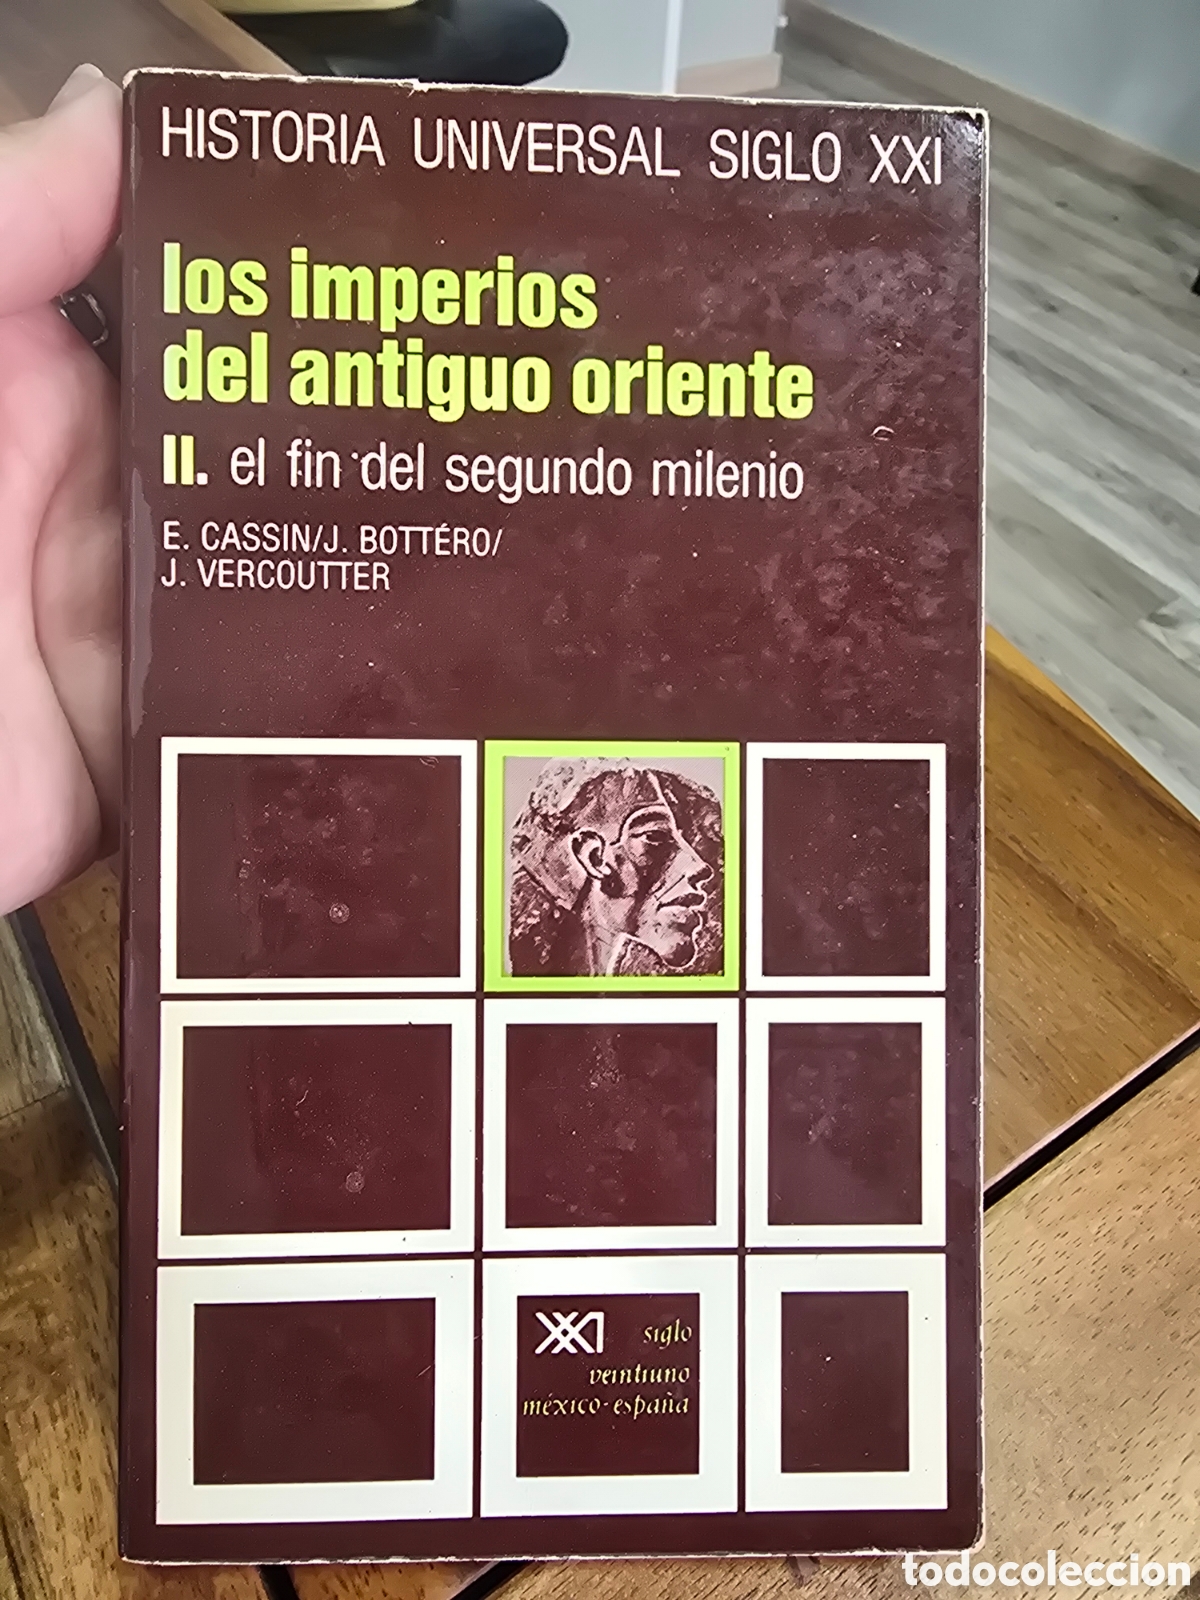 HISTORIA UNIVERSAL SIGLO XXI
los imperios
del antiguo oriente
II. el fin del segundo milenio
E. CASSIN/J. BOTTÉRO/
J. VERCOUTTER
siglo
veintiuno
méxico-españa
todocoleccion